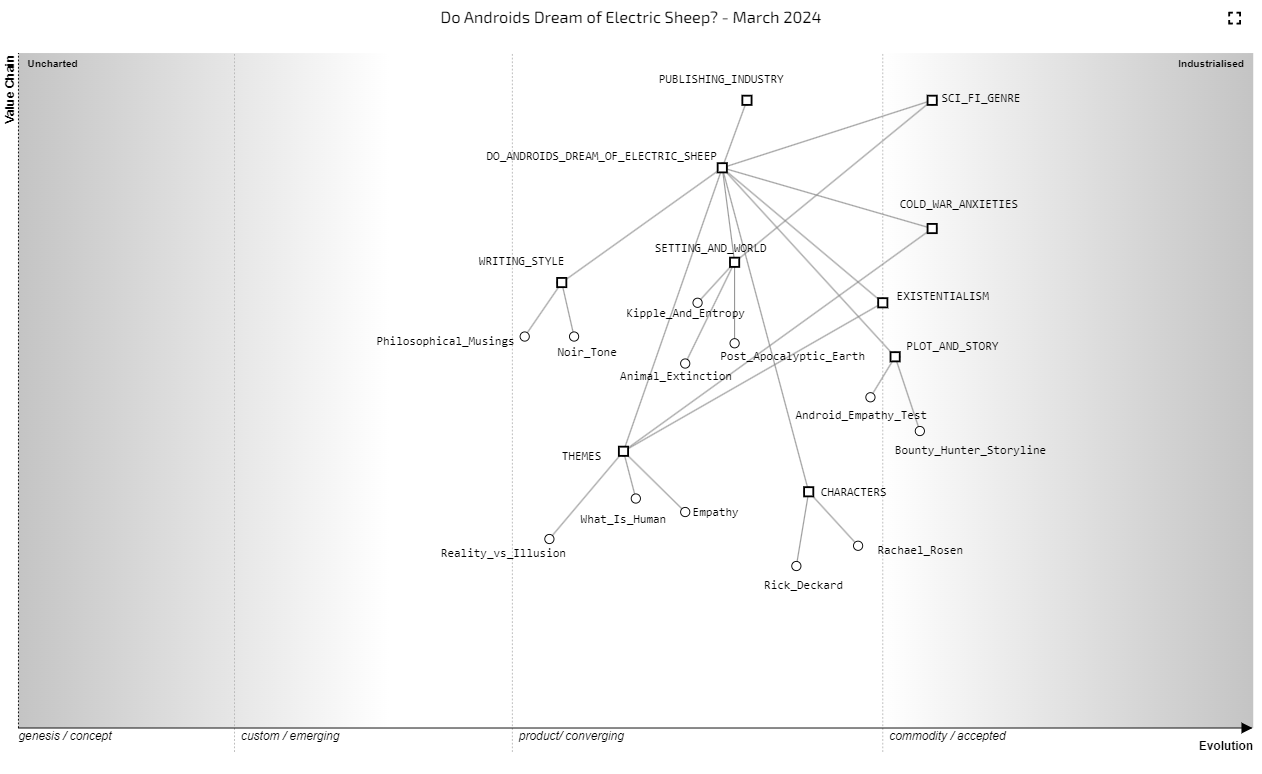 Do Androids Dream of Electric Sheep? - March 2024
Value Chain
Uncharted
Industrialised
PUBLISHING_INDUSTRY
SCI_FI_GENRE
DO_ANDROIDS_DREAM_OF_ELECTRIC_SHEEP
COLD_WAR_ANXIETIES
SETTING_AND_WORLD
WRITING_STYLE
EXISTENTIALISM
Kipple_And_Entropy
Philosophical_Musings
PLOT_AND_STORY
Noir_Tone
Post_Apocalyptic_Earth
Animal_Extinction
Android_Empathy_Test
Bounty_Hunter_Storyline
THEMES
CHARACTERS
What_Is_Human
Empathy
Reality_vs_Illusion
Rachael_Rosen
Rick_Deckard
genesis / concept
custom / emerging
product/ converging
commodity / accepted
Evolution